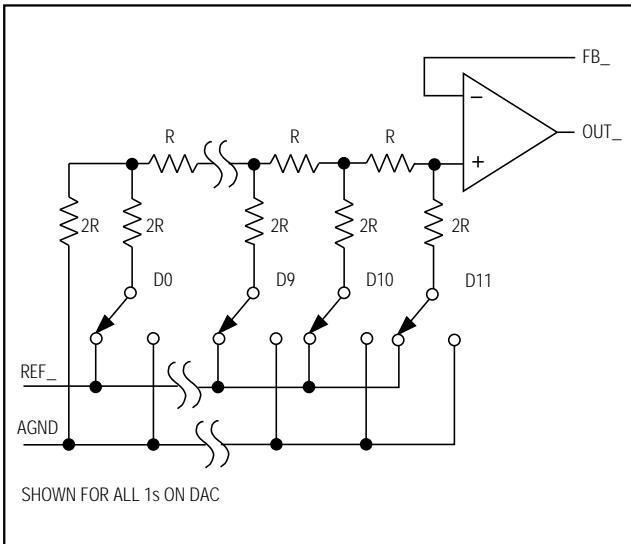 FB_
OUT_
−
+
R
R
R
2R
2R
2R
2R
2R
D0
D9
D10
D11
REF_
AGND
SHOWN FOR ALL 1s ON DAC